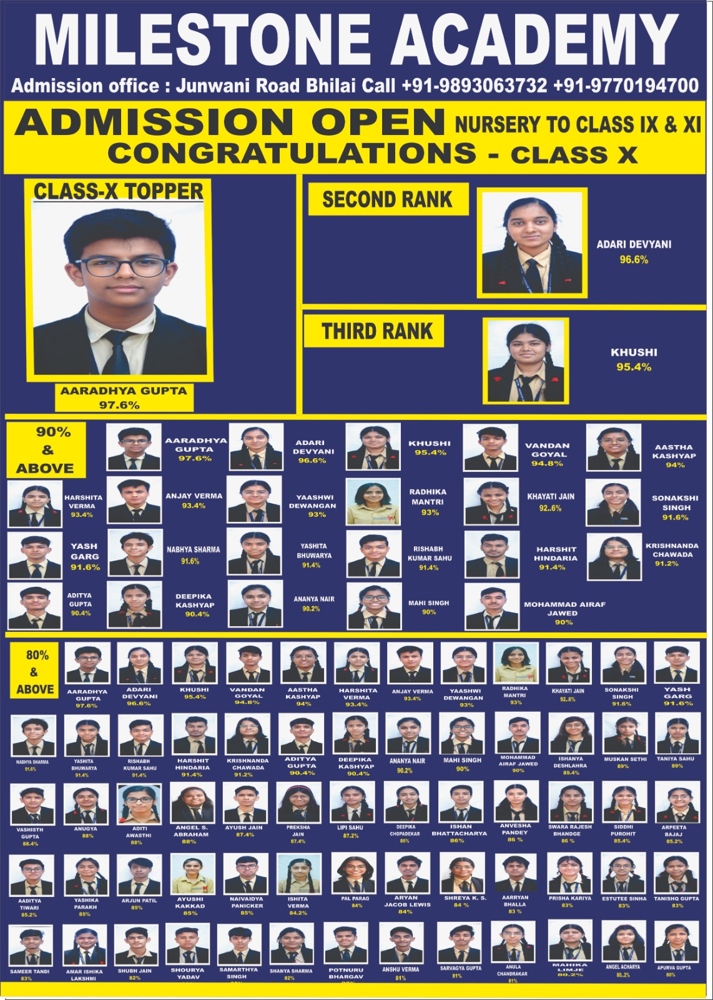 MILESTONE ACADEMY
Admission office : Junwani Road Bhilai Call +91-9893063732 +91-9770194700
ADMISSION OPEN NURSERY TO CLASS IX & XI
CONGRATULATIONS - CLASS X
CLASS-X TOPPER
AARADHYA GUPTA
97.6%
SECOND RANK
ADARI DEVYANI
96.6%
THIRD RANK
KHUSHI
95.4%
90%
&
ABOVE
AARADHYA
GUPTA
97.6%
ADARI
DEVYANI
96.6%
KHUSHI
95.4%
VANDAN
GOYAL
94.8%
AASTHA
KASHYAP
94%
HARSHITA
VERMA
93.4%
ANJAY VERMA
93.4%
YAASHWI
DEWANGAN
93%
RADHIKA
MANTRI
93%
KHAYATI JAIN
92..6%
SONAKSHI
SINGH
91.6%
YASH
GARG
91.6%
NABHYA SHARMA
91.6%
YASHITA
BHUWARYA
91.4%
RISHABH
KUMAR SAHU
91.4%
HARSHIT
HINDARIA
91.4%
KRISHNANDA
CHAWADA
91.2%
ADITYA
GUPTA
90.4%
DEEPIKA
KASHYAP
90.4%
ANANYA NAIR
90.2%
MAHI SINGH
90%
MOHAMMAD AIRAF
JAWED
90%
80%
&
ABOVE
AARADHYA
GUPTA
97.6%
ADARI
DEVYANI
96.6%
KHUSHI
95.4%
VANDAN
GOYAL
94.8%
AASTHA
KASHYAP
94%
HARSHITA
VERMA
93.4%
ANJAY VERMA
93.4%
YAASHWI
DEWANGAN
93%
RADHIKA
MANTRI
93%
KHAYATI JAIN
92..6%
SONAKSHI
SINGH
91.6%
YASH
GARG
91.6%
NABHYA SHARMA
91.6%
YASHITA
BHUWARYA
91.4%
RISHABH
KUMAR SAHU
91.4%
HARSHIT
HINDARIA
91.4%
KRISHNANDA
CHAWADA
91.2%
ADITYA
GUPTA
90.4%
DEEPIKA
KASHYAP
90.4%
ANANYA NAIR
90.2%
MAHI SINGH
90%
MOHAMMAD
AIRAF JAWED
90%
ISHANYA
DESHLAHRA
89.4%
MUSKAN SETHI
89%
TANIYA SAHU
89%
VASHISTH
GUPTA
88.4%
ANUGYA
88%
ADITI
AWASTHI
88%
ANGEL S.
ABRAHAM
88%
AYUSH JAIN
87.4%
PREKSHA
JAIN
87.4%
LIPI SAHU
87.2%
DEEPIKA
CHOPADEKAR
86%
ISHAN
BHATTACHARYA
86%
ANVESHA
PANDEY
86 %
SWARA RAJESH
BHANDGE
86 %
SIDDHI
PUROHIT
85.4%
ARPEETA
BAJAJ
85.2%
AADITYA
TIWARI
85.2%
YASHIKA
PARAKH
85%
ARJUN PATIL
85%
AYUSHI
KAKKAD
85%
NAIVAIDYA
PANICKER
85%
ISHITA
VERMA
84.2%
PAL PARAG
84%
ARYAN
JACOB LEWIS
84%
SHREYA K. S.
84 %
AARRYAN
BHALLA
83 %
PRISHA KARIYA
83%
ESTUTEE SINHA
83%
TANISHQ GUPTA
83%
SAMEER TANDI
83%
AMAR ISHIKA
LAKSHMI
SHUBH JAIN
82%
SHOURYA
YADAV
SAMARTHYA
SINGH
SHANYA SHARMA
82%
POTNURU
BHARGAV
ANSHU VERMA
81%
SARVAGYA GUPTA
81%
ANULA
CHANDRAKAR
81%
MAHIKA
LIMJE
80.2%
ANGEL ACHARYA
80..2%
APURVA GUPTA
80%